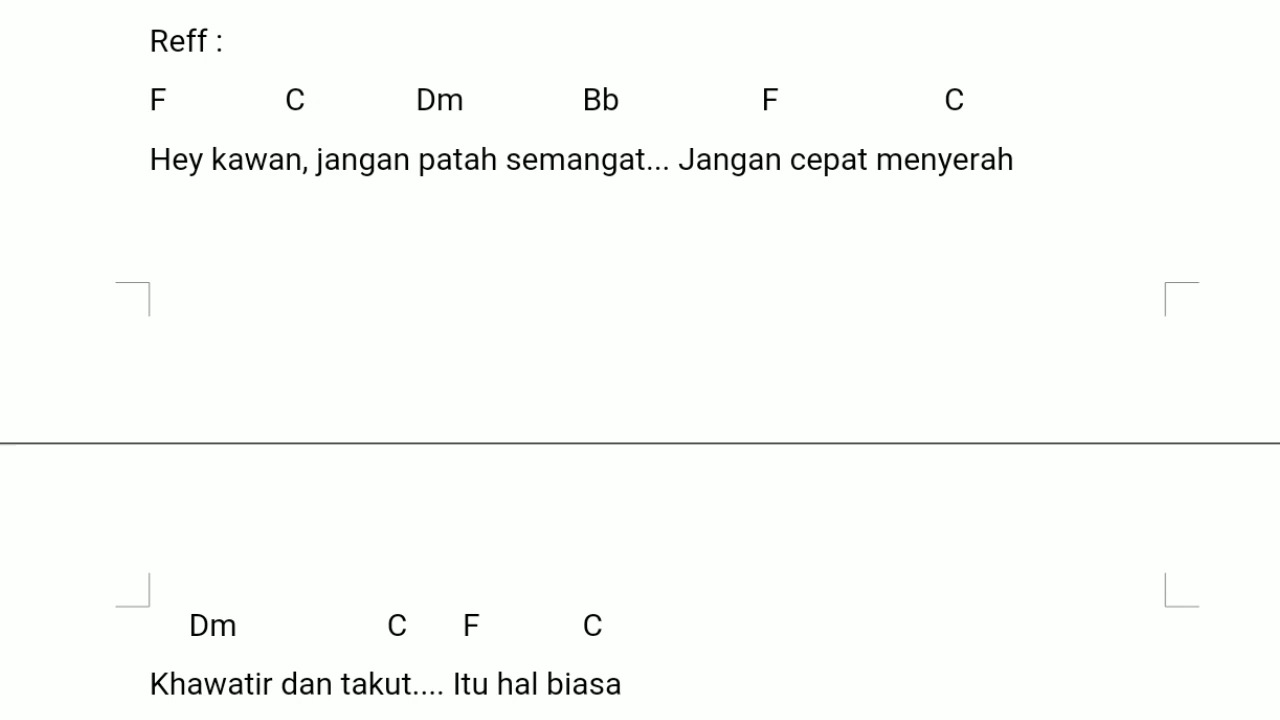 Reff :
F C Dm Bb F C
Hey kawan, jangan patah semangat... Jangan cepat menyerah
Dm C F C
Khawatir dan takut.... Itu hal biasa